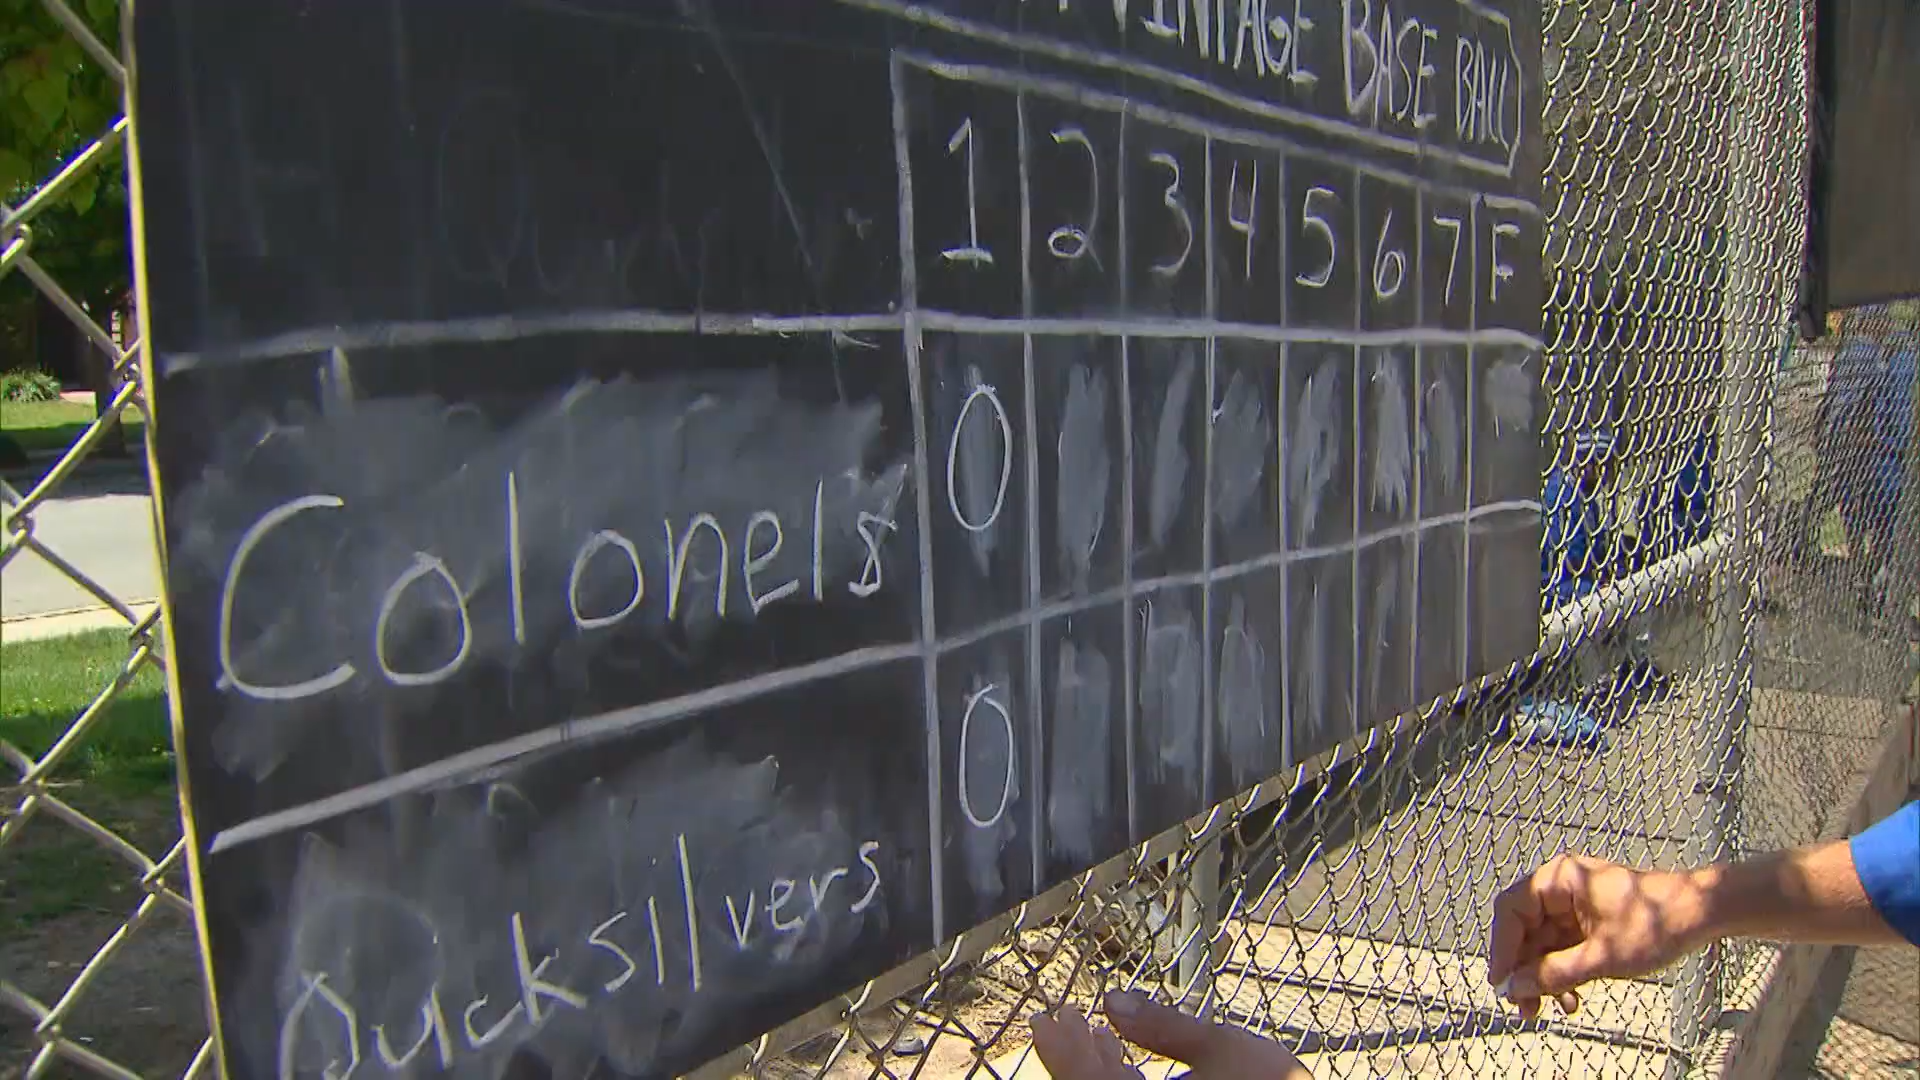 VINTAGE BASE BALL
1 2 3 4 5 6 7 F
Colonels 0
Quicksilvers 0